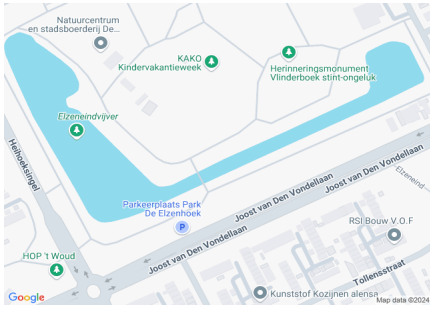 Natuurcentrum
en stadsboerderij De...
KAKO
Kindervakantieweek
Herinneringsmonument
Vlinderboek stint-ongeluk
Elzeneindvijver
Heihoeksingel
Parkeerplaats Park
De Elzenhoek
Joost van Den Vondellaan
Joost van Den Vondellaan
Elzeneind
Joost van Den Vondellaan
RSI Bouw V.O.F
HOP 't Woud
Tollensstraat
Kunststof Kozijnen alensa
Google
Map data ©2024